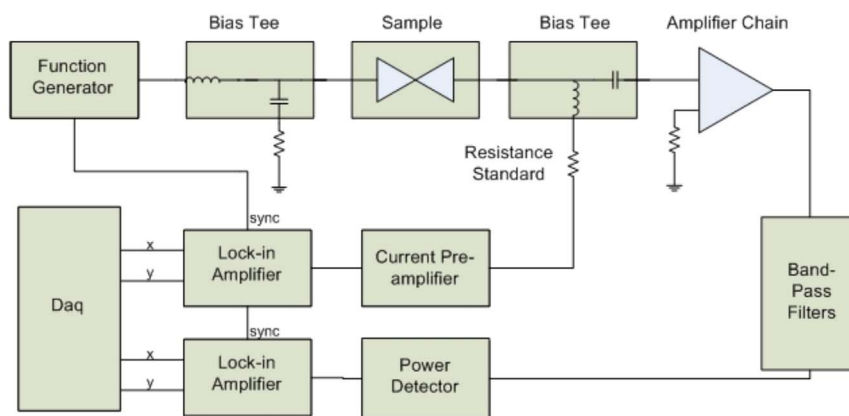 Bias Tee
Sample
Bias Tee
Amplifier Chain
Function
Generator
Resistance
Standard
sync
x
y
Lock-in
Amplifier
Current Pre-
amplifier
Daq
Band-
Pass
Filters
sync
x
y
Lock-in
Amplifier
Power
Detector